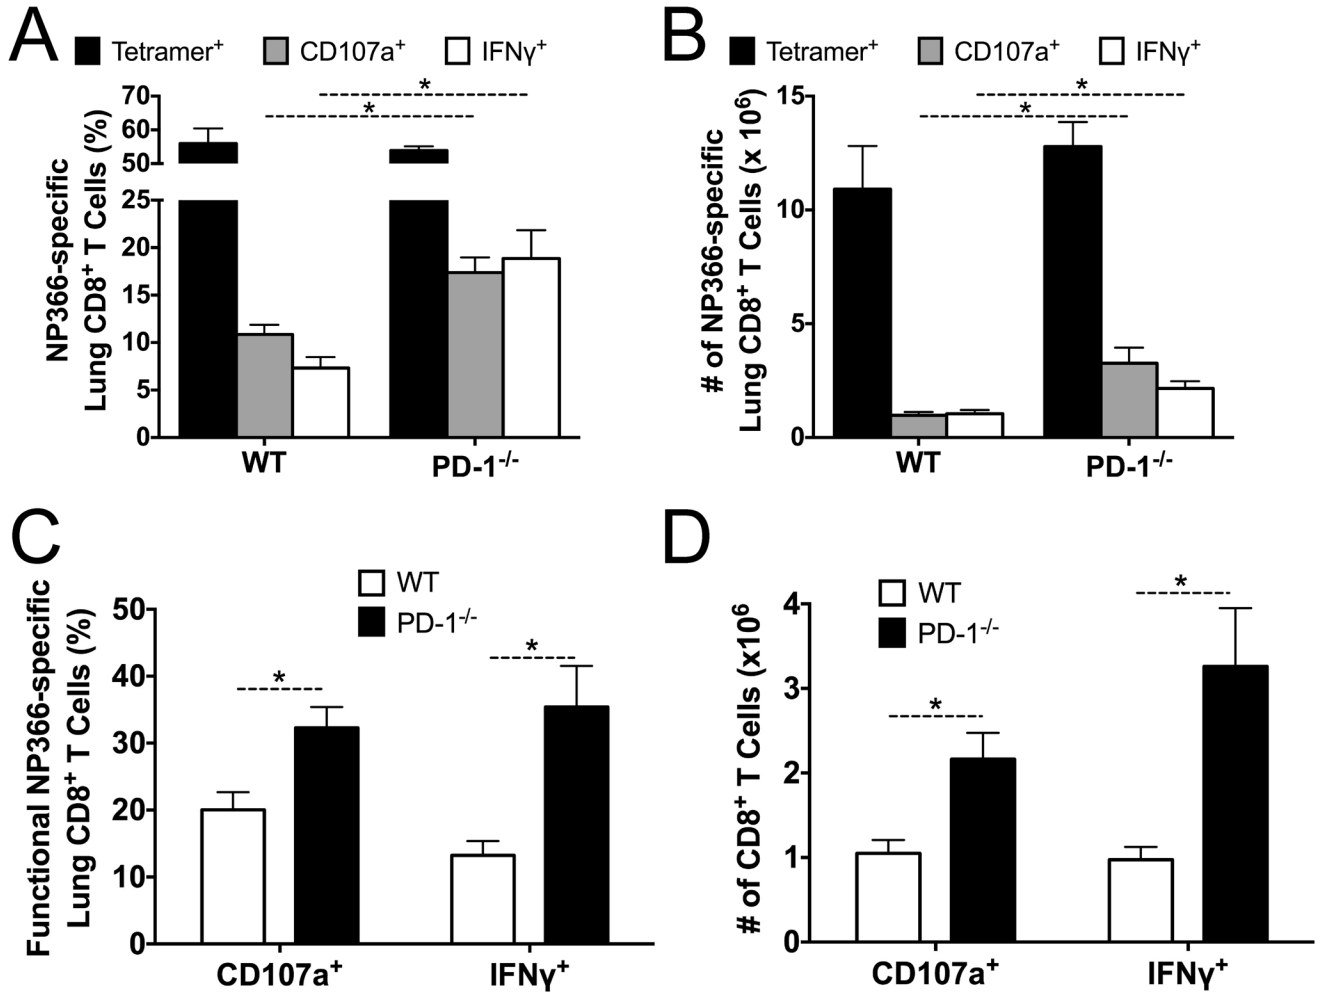 A
Tetramer⁺ CD107a⁺ IFNγ⁺
NP366-specific
Lung CD8⁺ T Cells (%)
70
60
50
25
20
15
10
5
0
* 
*
WT PD-1⁻/⁻
B
Tetramer⁺ CD107a⁺ IFNγ⁺
# of NP366-specific
Lung CD8⁺ T Cells (x 10⁶)
15
10
5
0
*
*
WT PD-1⁻/⁻
C
WT
PD-1⁻/⁻
Functional NP366-specific
Lung CD8⁺ T Cells (%)
50
40
30
20
10
0
*
*
CD107a⁺ IFNγ⁺
D
WT
PD-1⁻/⁻
# of CD8⁺ T Cells (x10⁶
4
3
2
1
0
*
*
CD107a⁺ IFNγ⁺